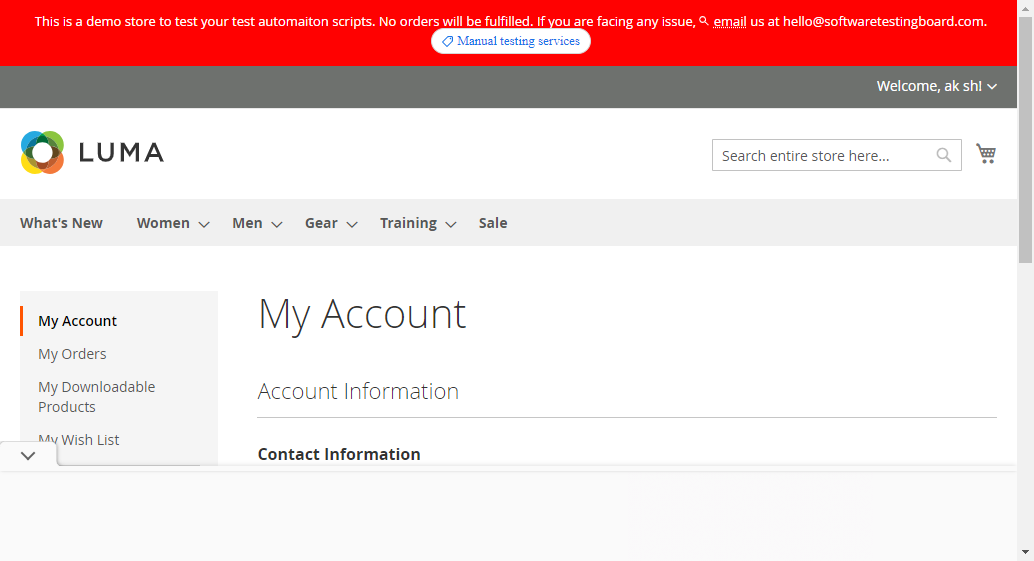 This is a demo store to test your test automaiton scripts. No orders will be fulfilled. If you are facing any issue, email us at hello@softwaretestingboard.com.
Manual testing services
Welcome, ak sh!
LUMA
Search entire store here...
What's New Women Men Gear Training Sale
My Account
My Orders
My Downloadable
Products
My Wish List
My Account
Account Information
Contact Information